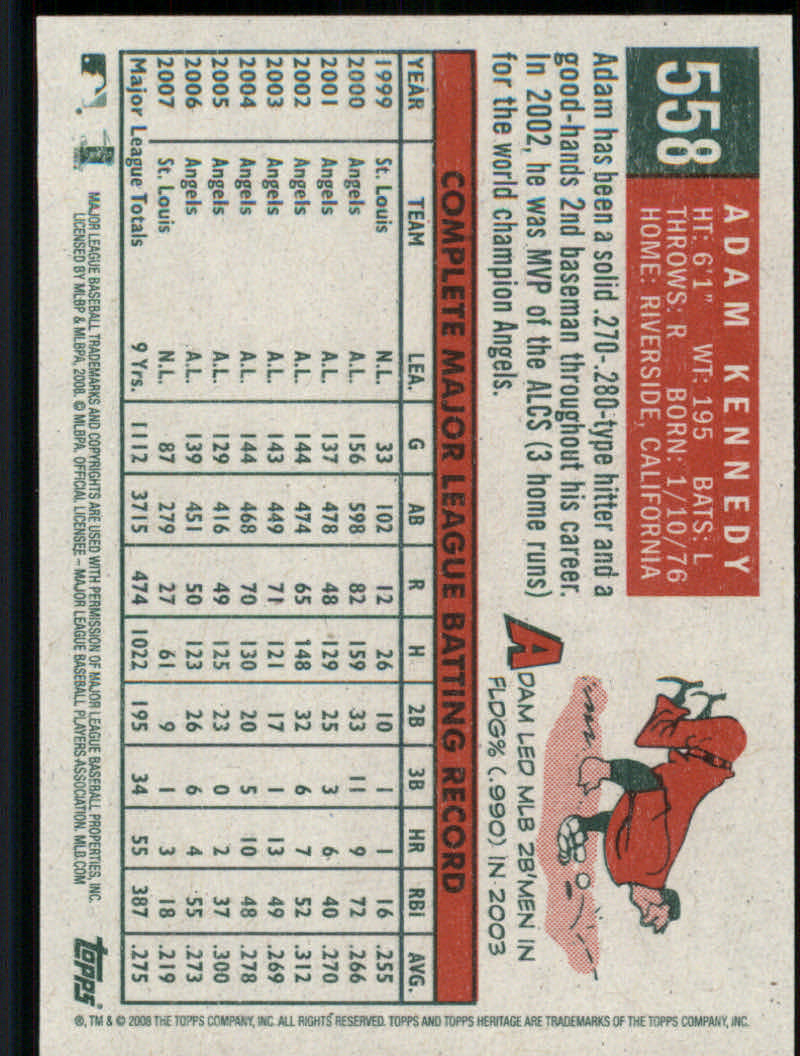 558
ADAM KENNEDY
HT: 6'1" WT: 195 BATS: L
THROWS: R BORN: 1/10/76
HOME: RIVERSIDE, CALIFORNIA
Adam has been a solid .270-.280-type hitter and a
good-hands 2nd baseman throughout his career.
In 2002, he was MVP of the ALCS (3 home runs)
for the world champion Angels.
ADAM LED MLB 2B'MEN IN
FLDG% (.990) IN 2003
COMPLETE MAJOR LEAGUE BATTING RECORD
YEAR TEAM LEA. G AB R H 2B 3B HR RBI AVG.
1999 St. Louis N.L. 33 102 12 26 10 1 1 16 .255
2000 Angels A.L. 156 598 82 159 33 11 9 72 .266
2001 Angels A.L. 137 478 48 129 25 3 6 40 .270
2002 Angels A.L. 144 474 65 148 32 6 7 52 .312
2003 Angels A.L. 143 449 71 121 17 1 13 49 .269
2004 Angels A.L. 144 468 70 130 20 5 10 48 .278
2005 Angels A.L. 129 416 49 125 23 0 2 37 .300
2006 Angels A.L. 139 451 50 123 26 6 4 55 .273
2007 St. Louis N.L. 87 279 27 61 9 1 3 18 .219
Major League Totals 9 Yrs. 1112 3715 474 1022 195 34 55 387 .275
MAJOR LEAGUE BASEBALL TRADEMARKS AND COPYRIGHTS ARE USED WITH PERMISSION OF MAJOR LEAGUE BASEBALL PROPERTIES, INC.
LICENSED BY MLBP & MLBPA, 2008. © MLBPA. OFFICIAL LICENSEE – MAJOR LEAGUE BASEBALL PLAYERS ASSOCIATION. MLB.COM
topps
®, TM & © 2008 THE TOPPS COMPANY, INC. ALL RIGHTS RESERVED. TOPPS AND TOPPS HERITAGE ARE TRADEMARKS OF THE TOPPS COMPANY, INC.